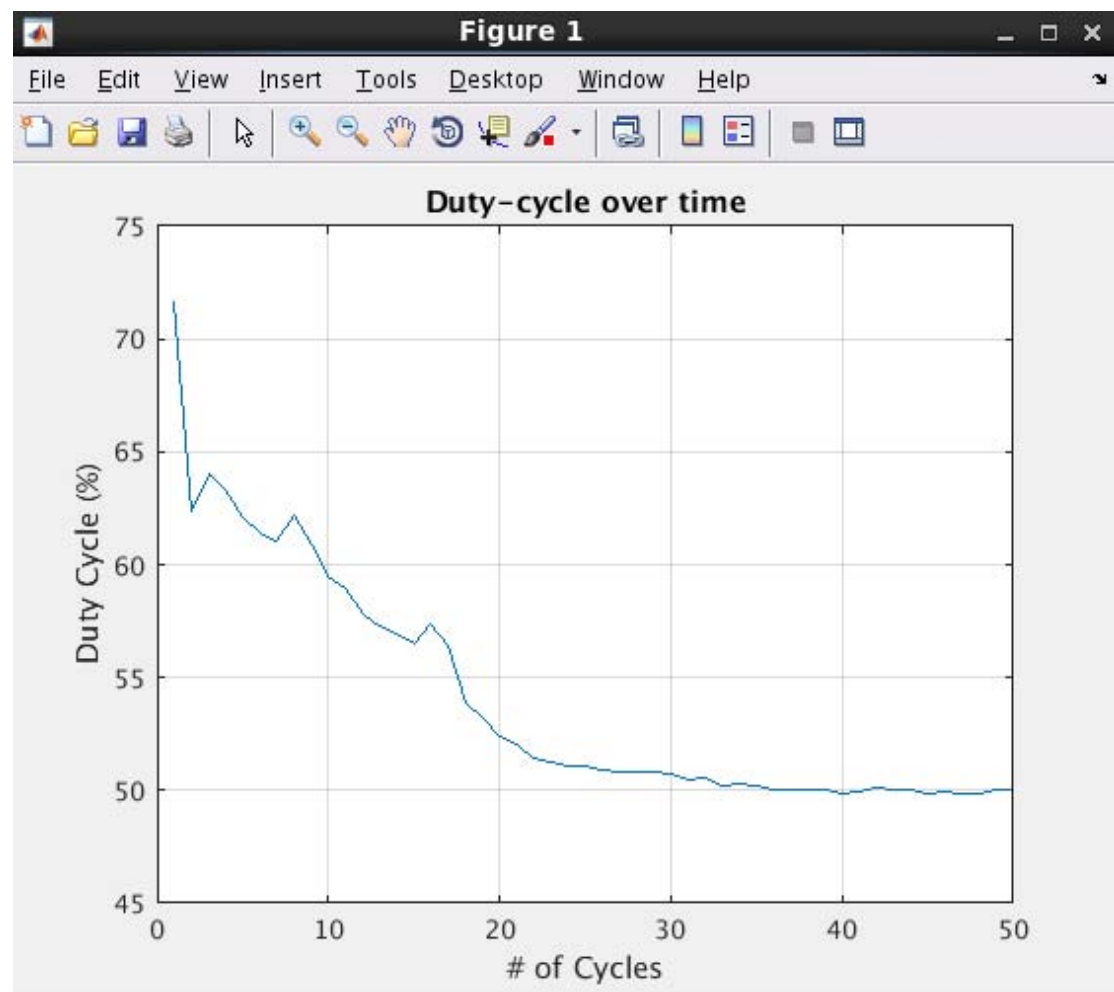 Figure 1
File Edit View Insert Tools Desktop Window Help
Duty-cycle over time
75
70
65
60
55
50
45
Duty Cycle (%)
0 10 20 30 40 50
# of Cycles